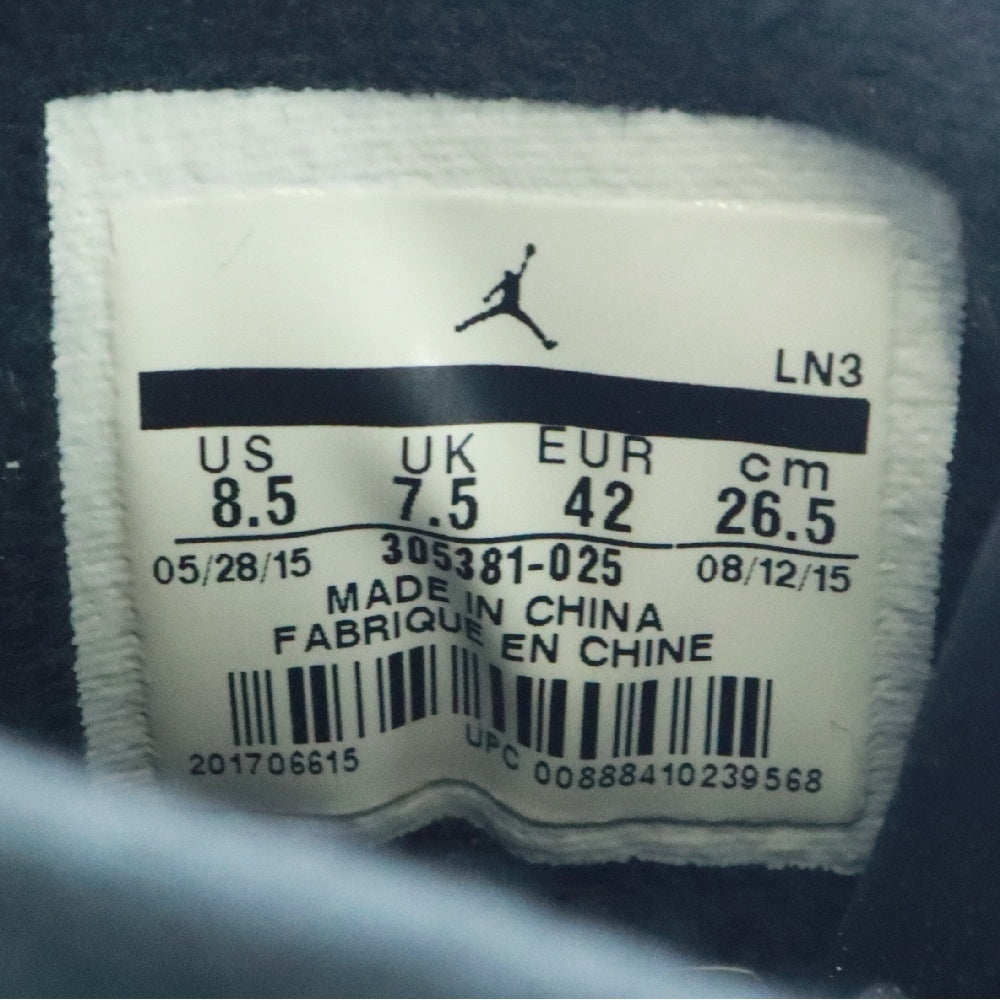 LN3
US UK EUR cm
8.5 7.5 42 26.5
05/28/15 305381-025 08/12/15
MADE IN CHINA
FABRIQUE EN CHINE
201706615 UPC 00888410239568